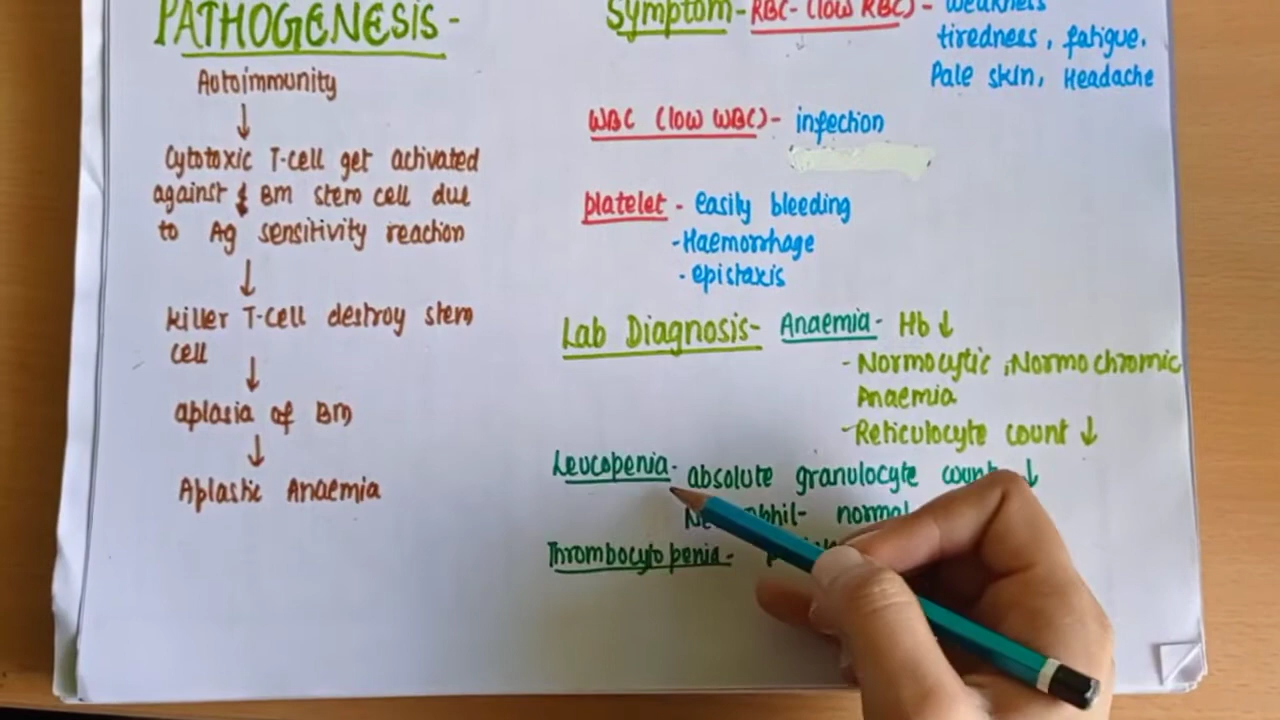 PATHOGENESIS -
Autoimmunity
Cytotoxic T-cell get activated
against BM stem cell due
to Ag sensitivity reaction
killer T-cell destroy stem
cell
aplasia of BM
Aplastic Anaemia
Symptom - RBC - (low RBC) - weakness
tiredness, fatigue.
Pale skin, Headache
WBC (low WBC) - infection
platelet - easily bleeding
- Haemorrhage
- epistaxis
Lab Diagnosis - Anaemia - Hb ↓
- Normocytic, Normochromic
Anaemia
- Reticulocyte count ↓
Leucopenia - absolute granulocyte count ↓
normal
Thrombocytopenia -